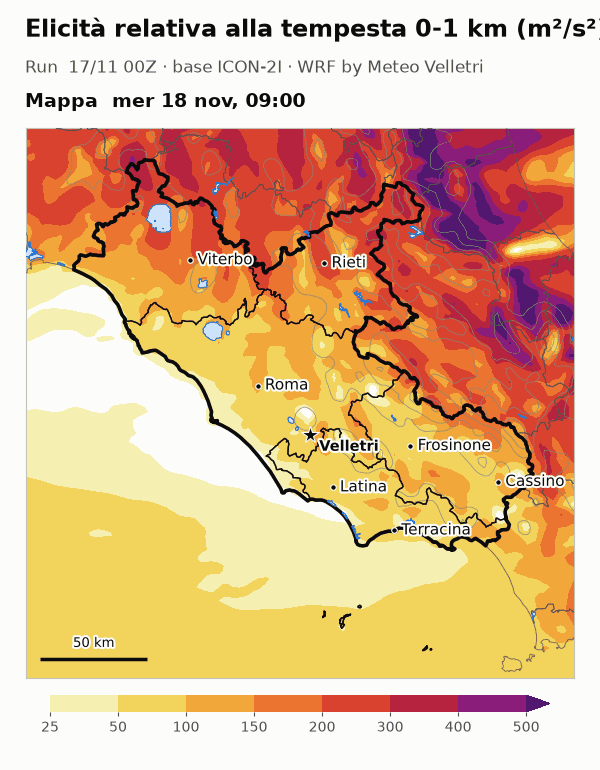 Elicità relativa alla tempesta 0-1 km (m²/s²)
Run  17/11 00Z · base ICON-2I · WRF by Meteo Velletri
Mappa  mer 18 nov, 09:00
Viterbo
Rieti
Roma
Velletri
Frosinone
Latina
Cassino
Terracina
50 km
25 50 100 150 200 300 400 500